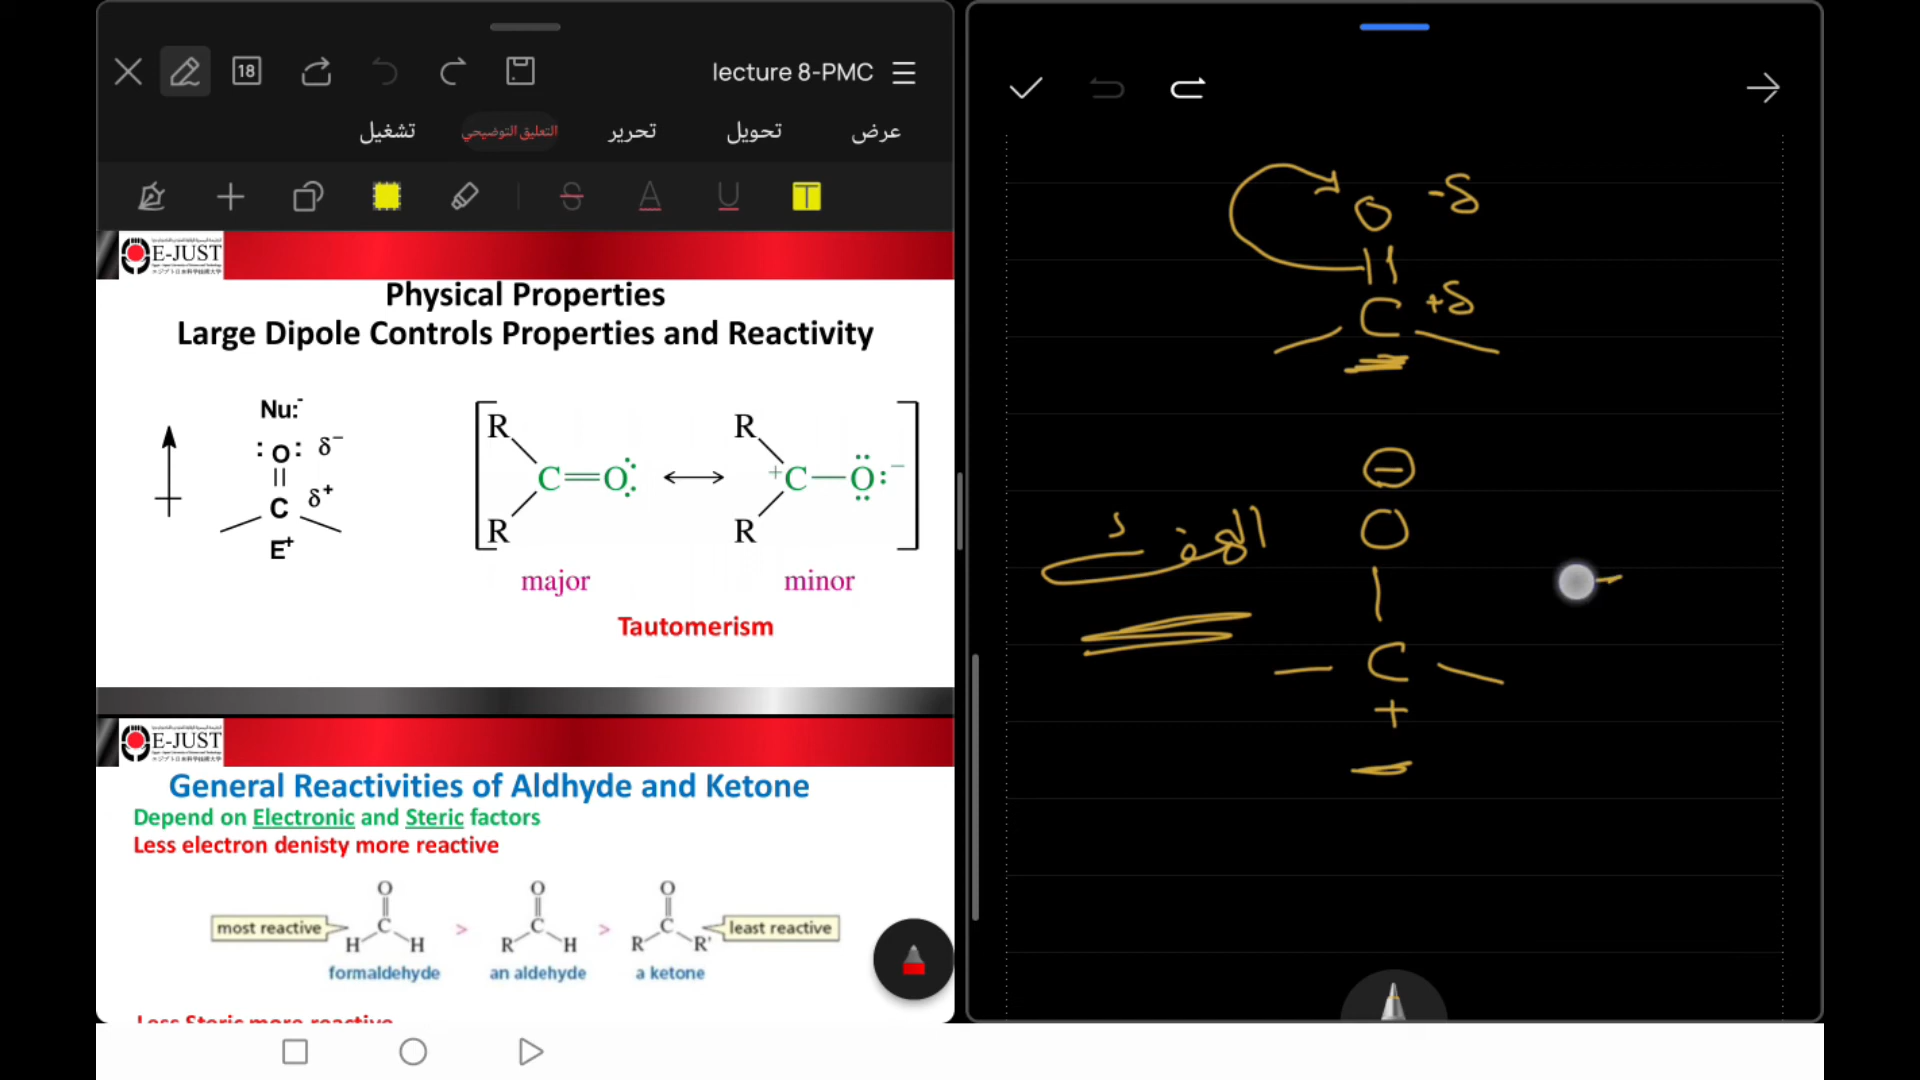 18
lecture 8-PMC
عرض
تحويل
تحرير
التعليق التوضيحي
تشغيل
E-JUST
Physical Properties
Large Dipole Controls Properties and Reactivity
Nu:-
:O: δ−
C δ+
E+
R
C=O
R
major
R
+C—O:−
R
minor
Tautomerism
E-JUST
General Reactivities of Aldhyde and Ketone
Depend on Electronic and Steric factors
Less electron denisty more reactive
most reactive
O
C
H H
formaldehyde
>
O
C
R H
an aldehyde
>
O
C
R R'
a ketone
least reactive
Less Steric more reactive
O -δ
C +δ
−
O
C
+